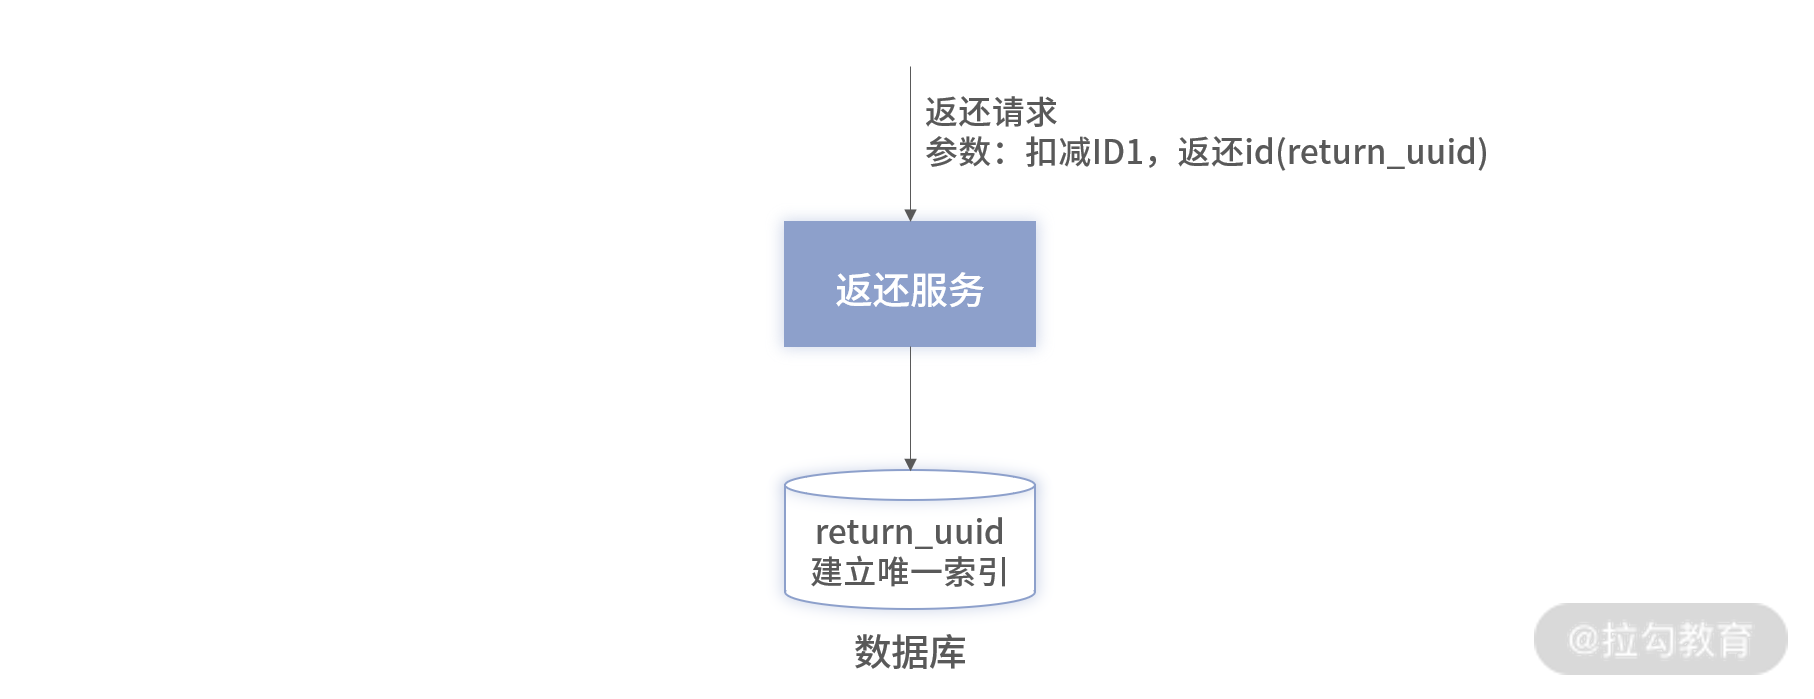 返还请求
参数：扣减ID1，返还id(return_uuid)
返还服务
return_uuid
建立唯一索引
数据库
@拉勾教育